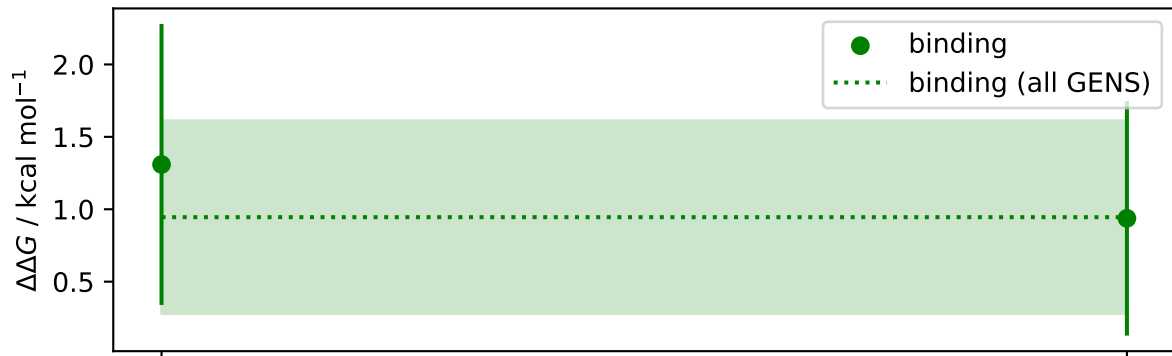 ΔΔG / kcal mol⁻¹
2.0
1.5
1.0
0.5
binding
binding (all GENS)